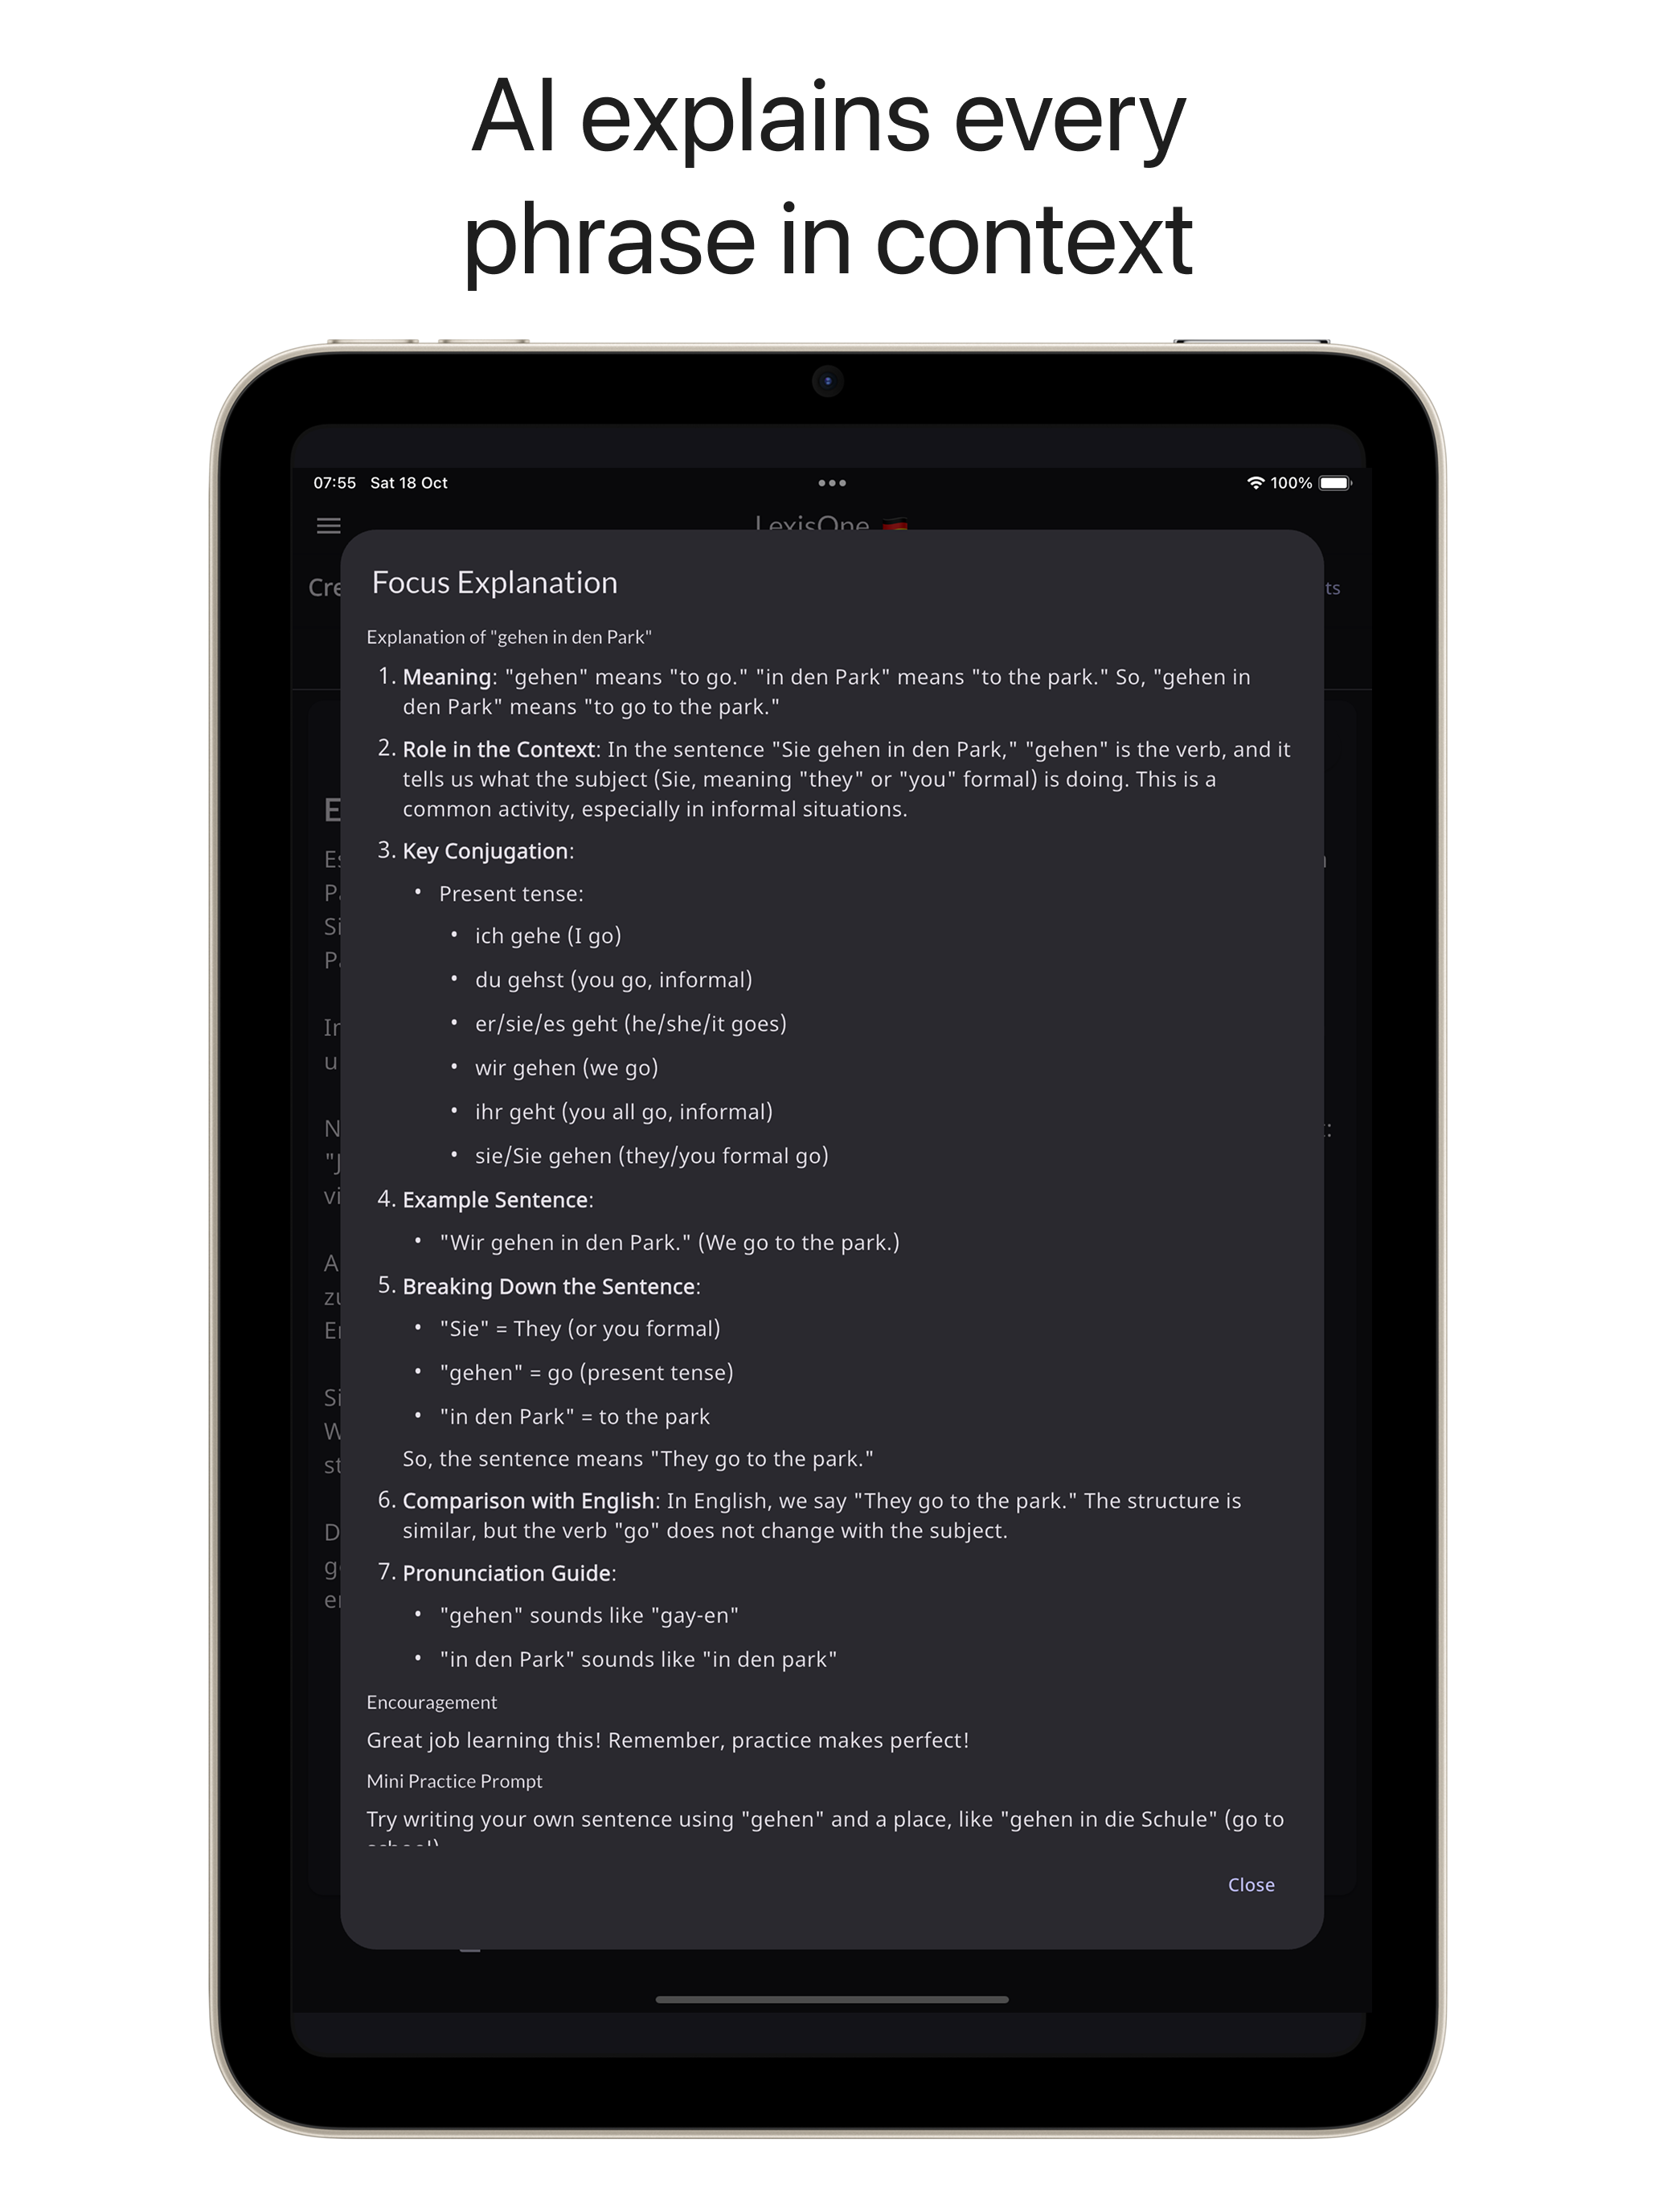 AI explains every
phrase in context
07:55 Sat 18 Oct
100%
LexisOne
Focus Explanation
Explanation of "gehen in den Park"
1. Meaning: "gehen" means "to go." "in den Park" means "to the park." So, "gehen in
den Park" means "to go to the park."
2. Role in the Context: In the sentence "Sie gehen in den Park," "gehen" is the verb, and it
tells us what the subject (Sie, meaning "they" or "you" formal) is doing. This is a
common activity, especially in informal situations.
3. Key Conjugation:
• Present tense:
• ich gehe (I go)
• du gehst (you go, informal)
• er/sie/es geht (he/she/it goes)
• wir gehen (we go)
• ihr geht (you all go, informal)
• sie/Sie gehen (they/you formal go)
4. Example Sentence:
• "Wir gehen in den Park." (We go to the park.)
5. Breaking Down the Sentence:
• "Sie" = They (or you formal)
• "gehen" = go (present tense)
• "in den Park" = to the park
So, the sentence means "They go to the park."
6. Comparison with English: In English, we say "They go to the park." The structure is
similar, but the verb "go" does not change with the subject.
7. Pronunciation Guide:
• "gehen" sounds like "gay-en"
• "in den Park" sounds like "in den park"
Encouragement
Great job learning this! Remember, practice makes perfect!
Mini Practice Prompt
Try writing your own sentence using "gehen" and a place, like "gehen in die Schule" (go to
Close